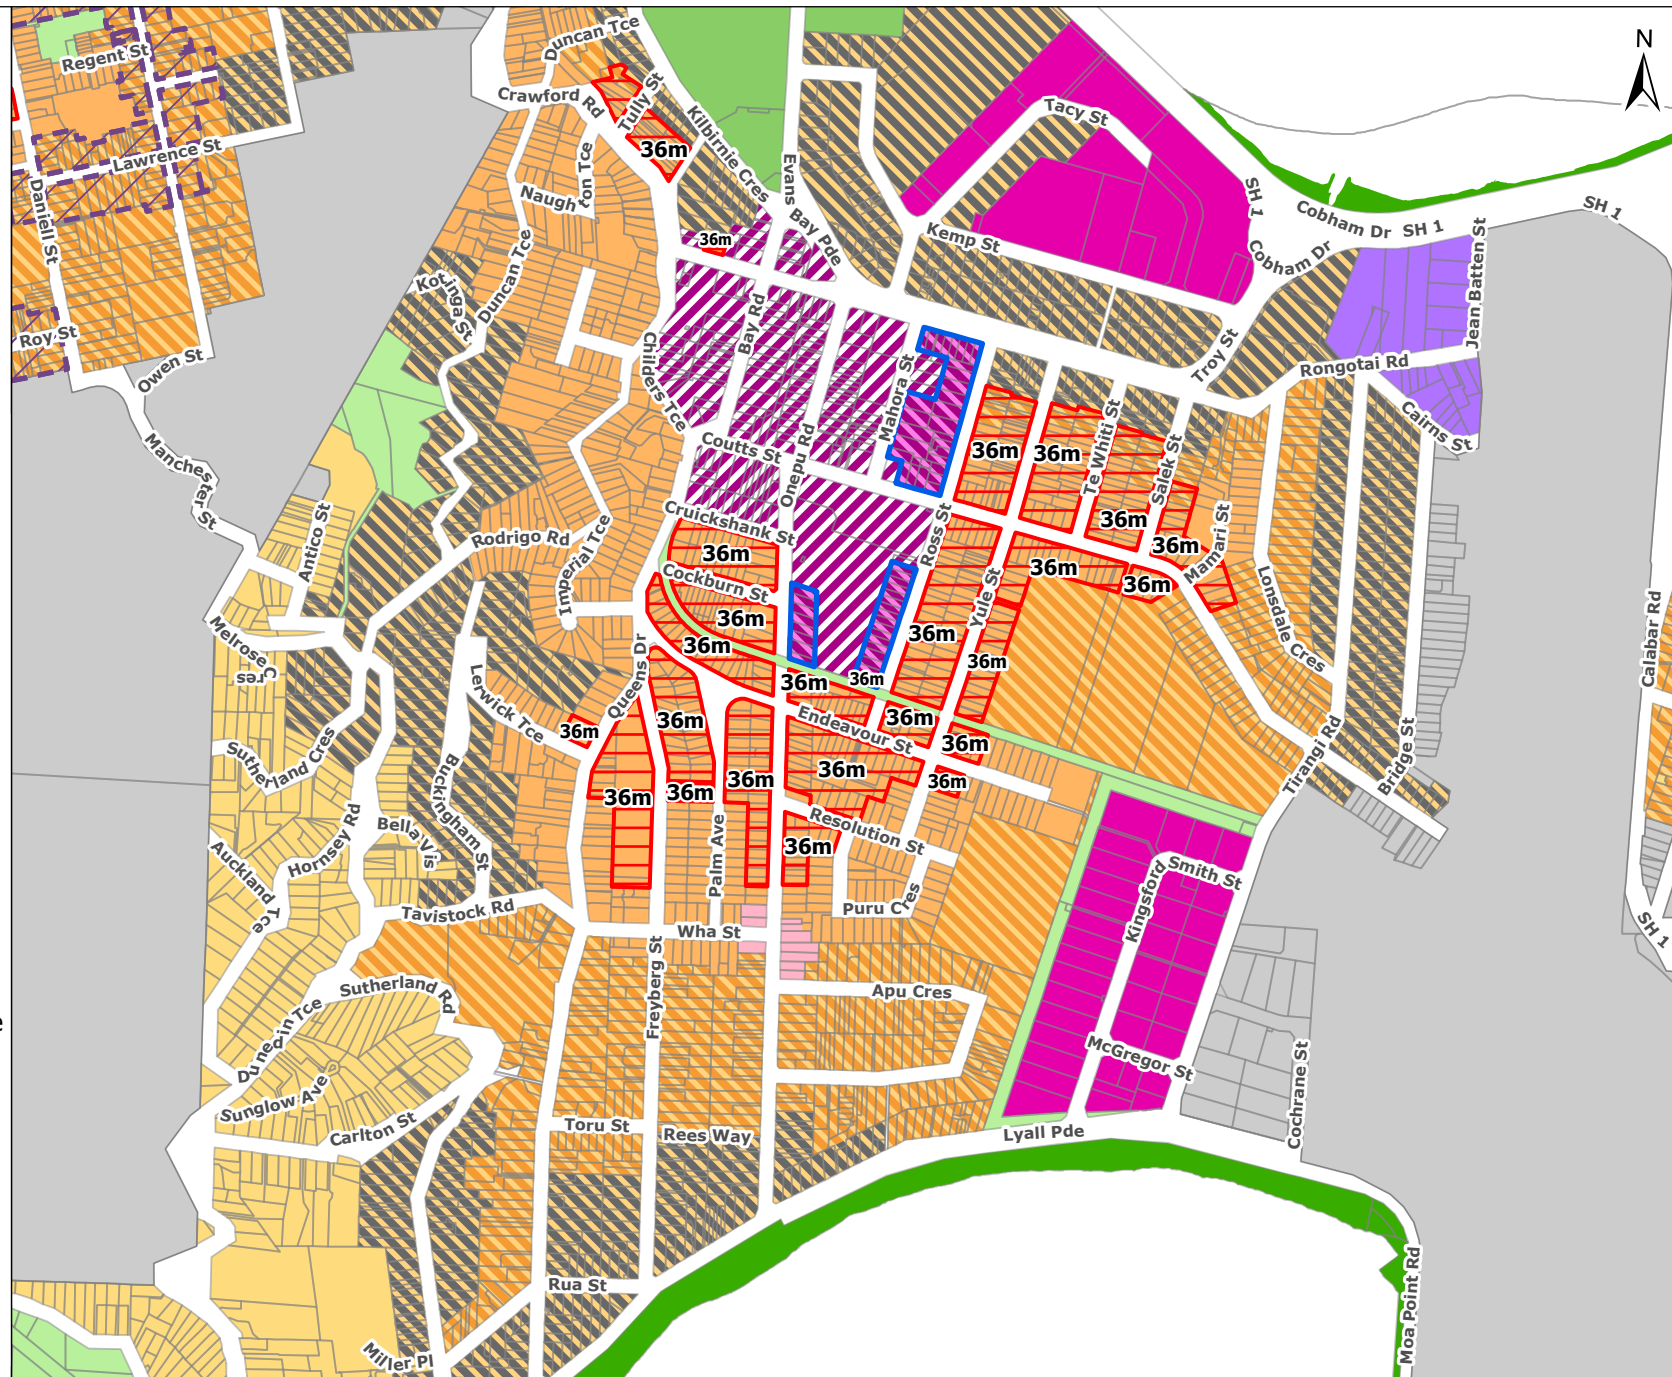 Duncan Tce
Regent St
N
Crawford Rd
Tully St
Kilbirnie Cres
Tacy St
36m
Lawrence St
Evans
Bay Pde
Naughton Tce
Daniell St
SH 1
Cobham Dr
SH 1
SH 1
Kemp St
36m
Cobham Dr
Jean Batten St
Duncan Tce
Kotinga St
Bay Rd
Roy St
Owen St
Childers Tce
Troy St
Rongotai Rd
Mahora St
Cairns St
Te Whiti St
Salek St
Coutts St
Onepu Rd
36m
36m
Manchester St
Cruickshank St
Ross St
36m
Antico St
Rodrigo Rd
Imperial Tce
36m
36m
Mamari St
Cockburn St
36m
36m
Yule St
Lonsdale Cres
36m
36m
36m
Calabar Rd
Melrose Cres
36m
36m
36m
Queens Dr
Lerwick Tce
36m
36m
36m
Endeavour St
36m
Sutherland Cres
Buckingham St
36m
36m
36m
36m
36m
36m
Tirangi Rd
Bridge St
Hornsey Rd
Bella Vis
Palm Ave
Resolution St
36m
Auckland Tce
Smith St
Kingsford
Tavistock Rd
Puru Cres
Wha St
SH 1
Freyberg St
Sutherland Rd
Apu Cres
Dunedin Tce
McGregor St
Cochrane St
Sunglow Ave
Carlton St
Toru St
Rees Way
Lyall Pde
Rua St
Moa Point Rd
Miller Pl